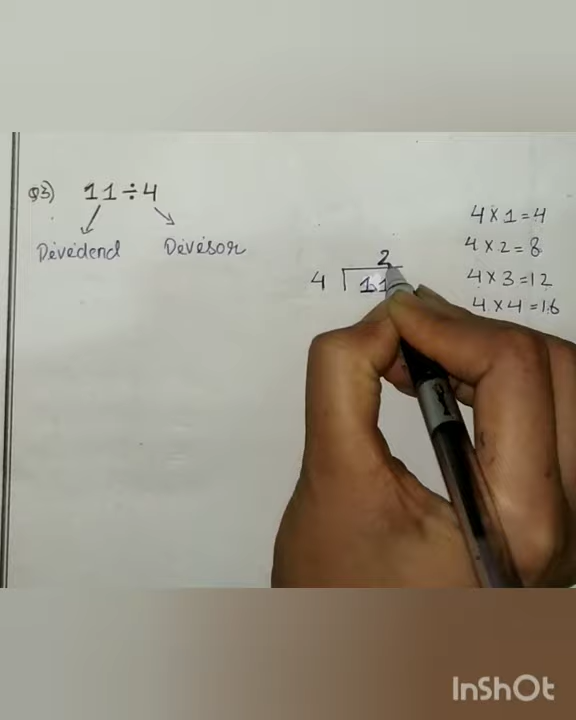 Q3) 11÷4
Dividend Divisor
2
4 11
4×1=4
4×2=8
4×3=12
4×4=16
InShOt